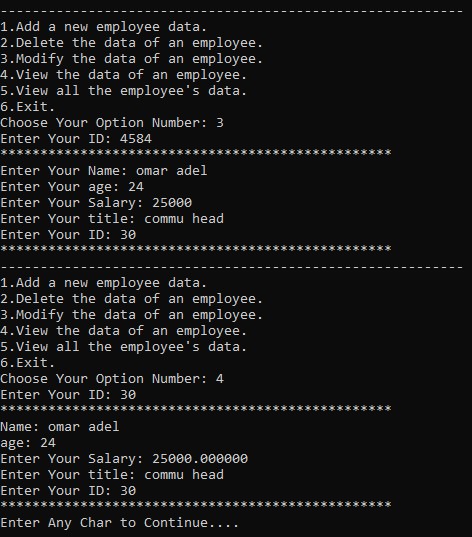 ----------------------------------------------------------
1.Add a new employee data.
2.Delete the data of an employee.
3.Modify the data of an employee.
4.View the data of an employee.
5.View all the employee's data.
6.Exit.
Choose Your Option Number: 3
Enter Your ID: 4584
*************************************************
Enter Your Name: omar adel
Enter Your age: 24
Enter Your Salary: 25000
Enter Your title: commu head
Enter Your ID: 30
*************************************************
----------------------------------------------------------
1.Add a new employee data.
2.Delete the data of an employee.
3.Modify the data of an employee.
4.View the data of an employee.
5.View all the employee's data.
6.Exit.
Choose Your Option Number: 4
Enter Your ID: 30
*************************************************
Name: omar adel
age: 24
Enter Your Salary: 25000.000000
Enter Your title: commu head
Enter Your ID: 30
*************************************************
Enter Any Char to Continue....